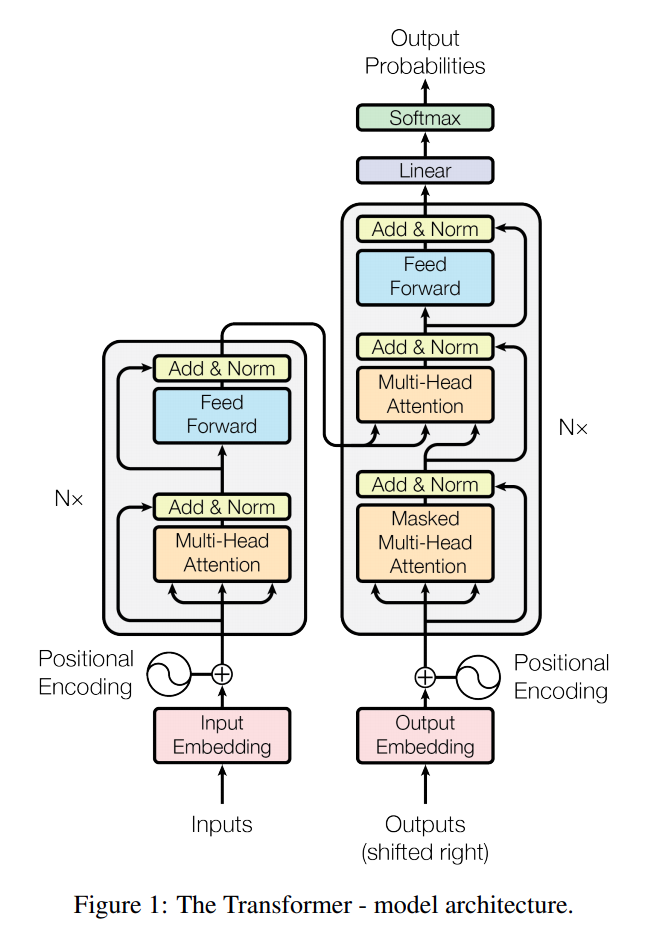 Output
Probabilities
Softmax
Linear
Add & Norm
Feed
Forward
Add & Norm
Multi-Head
Attention
Add & Norm
Masked
Multi-Head
Attention
N×
Add & Norm
Feed
Forward
Add & Norm
Multi-Head
Attention
N×
Positional
Encoding
Positional
Encoding
Input
Embedding
Output
Embedding
Inputs
Outputs
(shifted right)
Figure 1: The Transformer - model architecture.